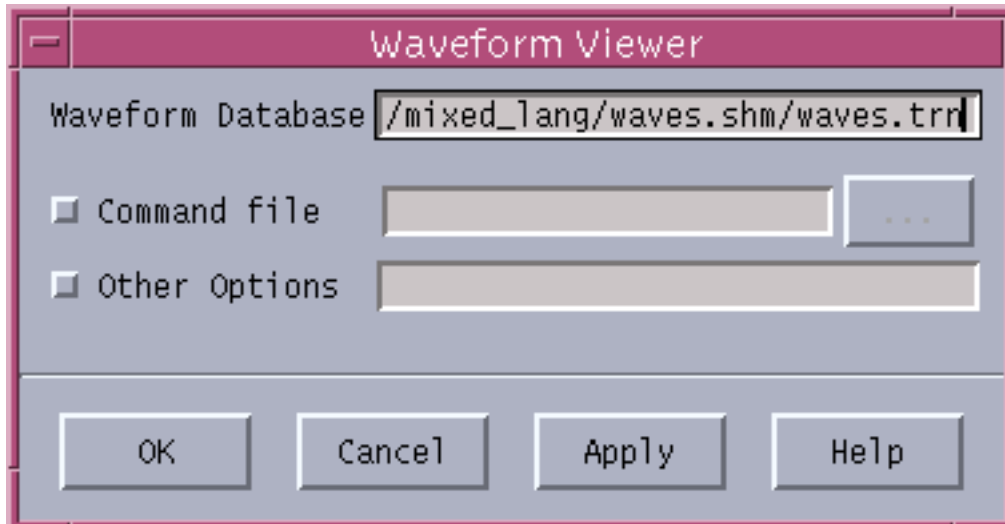 Waveform Viewer
Waveform Database /mixed_lang/waves.shm/waves.trn
Command file ...
Other Options
OK Cancel Apply Help